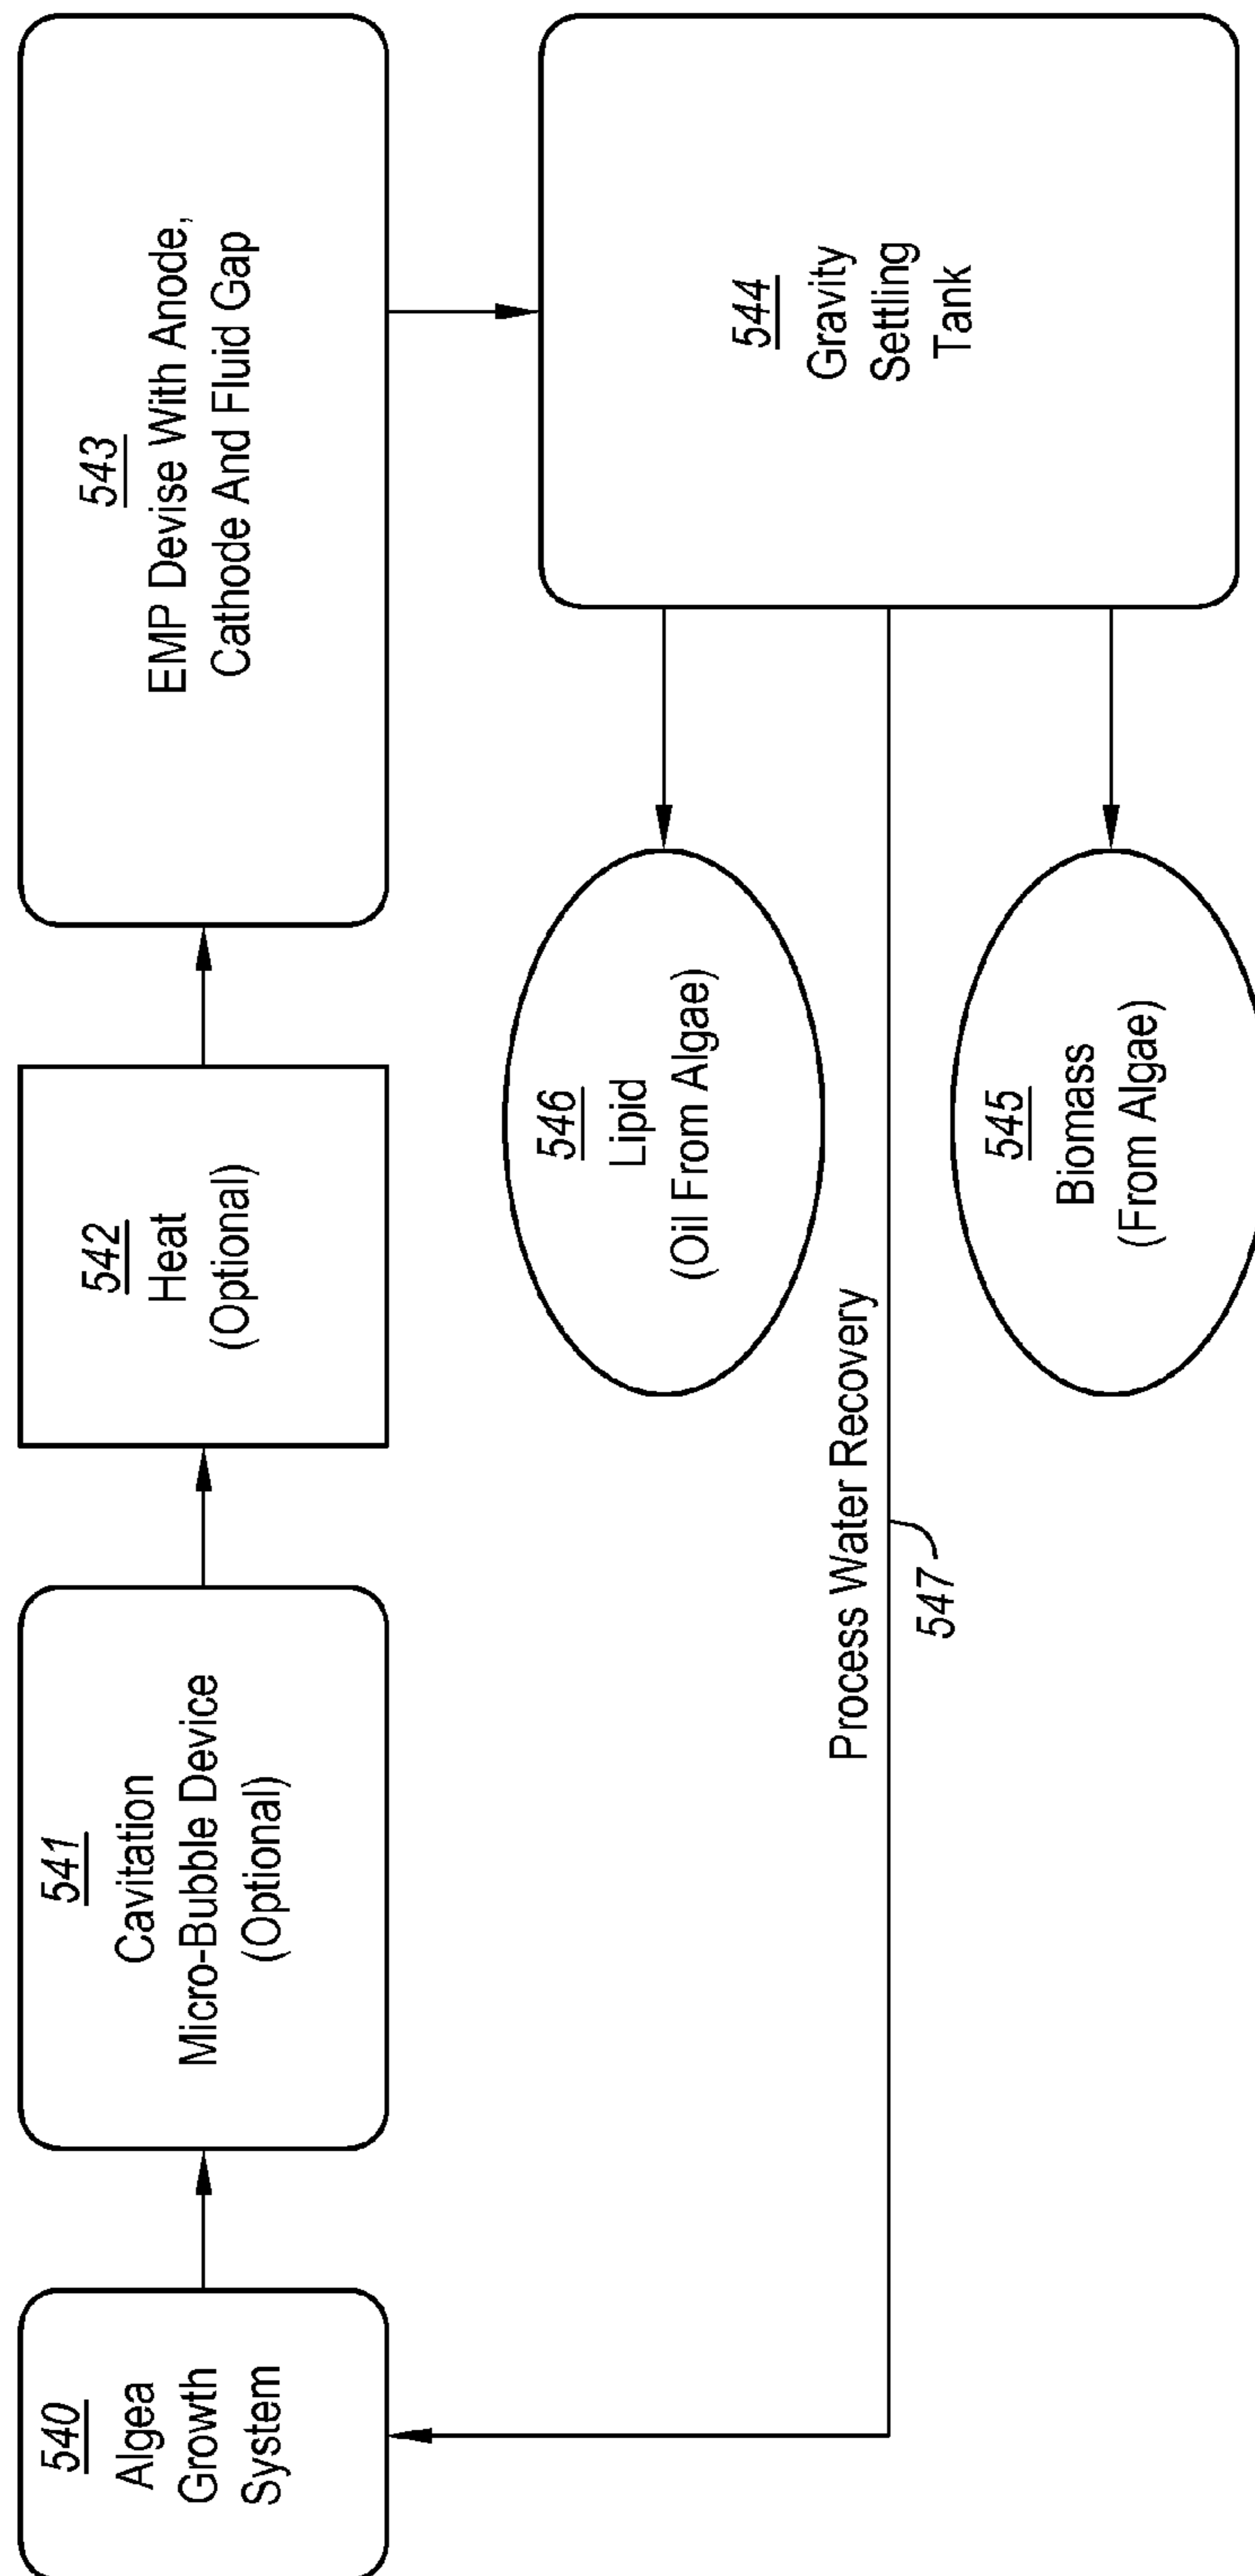 540
Algea
Growth
System
541
Cavitation
Micro-Bubble Device
(Optional)
542
Heat
(Optional)
543
EMP Devise With Anode,
Cathode And Fluid Gap
544
Gravity
Settling
Tank
546
Lipid
(Oil From Algae)
Process Water Recovery
547
545
Biomass
(From Algae)